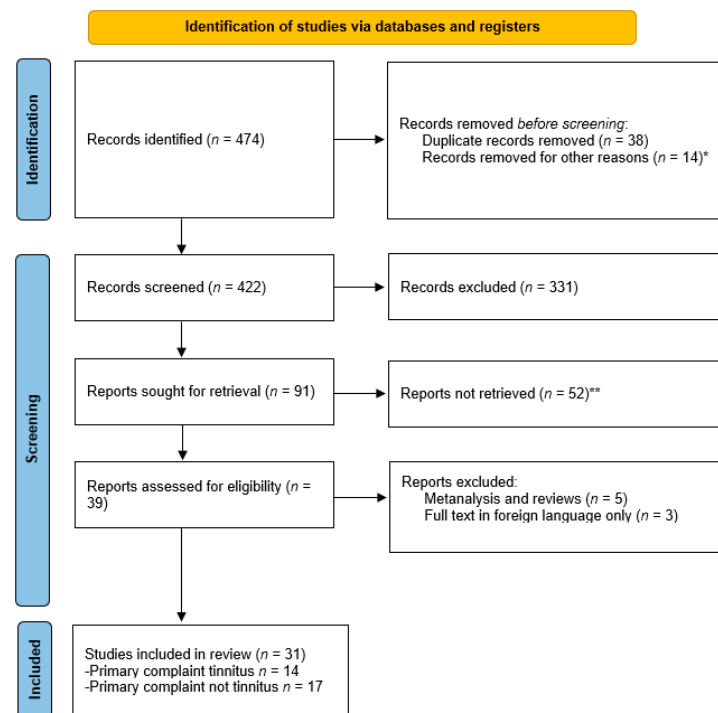 Identification of studies via databases and registers
Identification
Records identified (n = 474)
Records removed before screening:
Duplicate records removed (n = 38)
Records removed for other reasons (n = 14)*
Screening
Records screened (n = 422)
Records excluded (n = 331)
Reports sought for retrieval (n = 91)
Reports not retrieved (n = 52)**
Reports assessed for eligibility (n =
39)
Reports excluded:
Metanalysis and reviews (n = 5)
Full text in foreign language only (n = 3)
Included
Studies included in review (n = 31)
-Primary complaint tinnitus = 14
-Primary complaint not tinnitus = 17